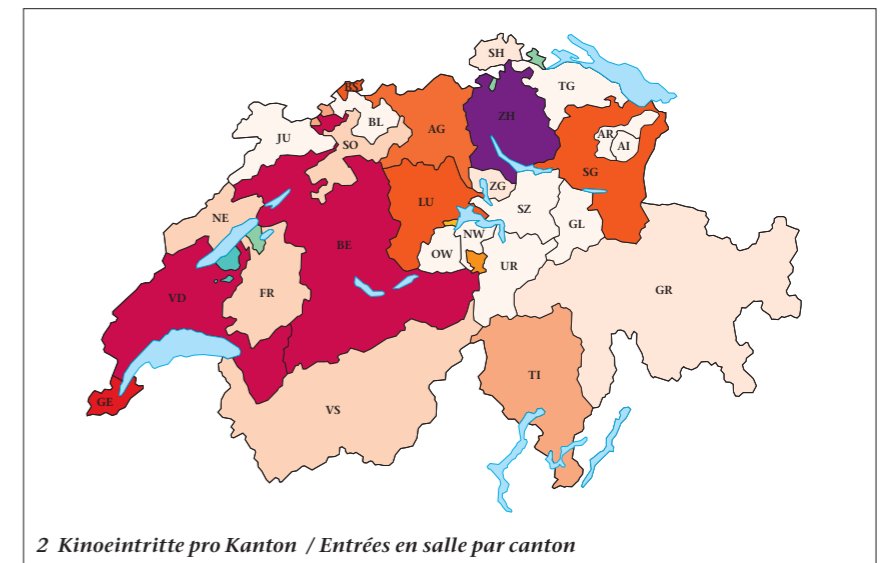 SH
TG
BS
BL
AG
ZH
JU
SO
AR
AI
SG
ZG
LU
NE
SZ
GL
NW
BE
OW
UR
FR
VD
GR
TI
GE
VS
2 Kinoeintritte pro Kanton / Entrées en salle par canton